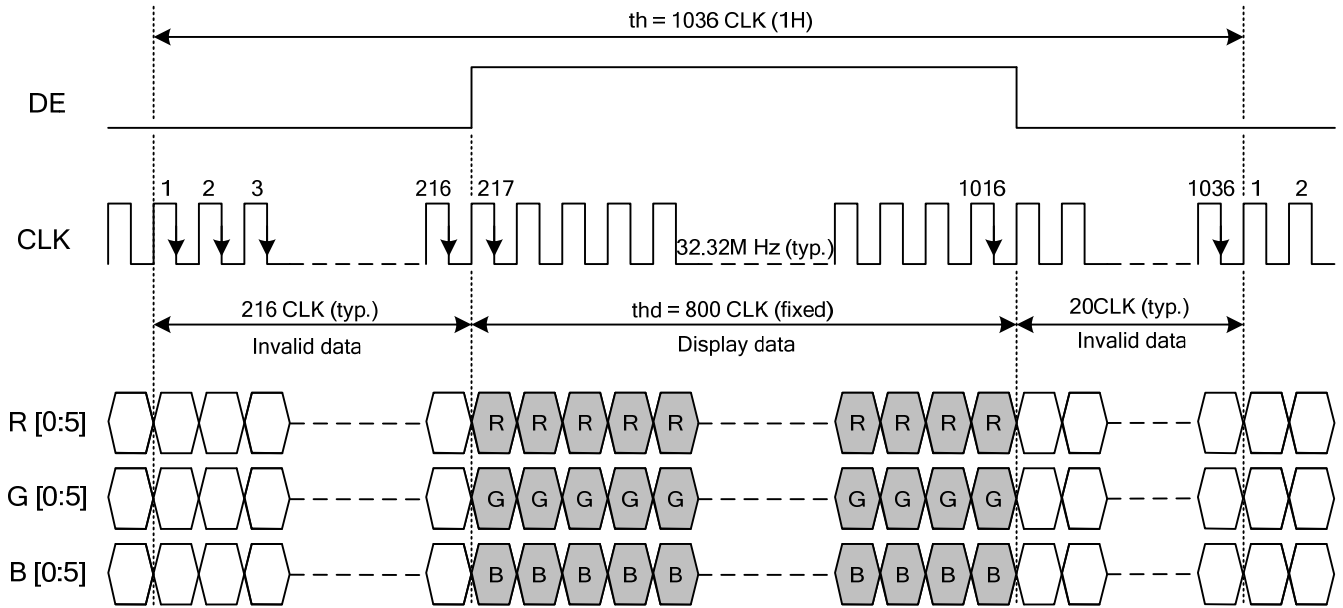 th = 1036 CLK (1H)
DE
1 2 3 216 217 1016 1036 1 2
CLK
32.32M Hz (typ.)
216 CLK (typ.) thd = 800 CLK (fixed) 20CLK (typ.)
Invalid data Display data Invalid data
R [0:5] R R R R R R R R R
G [0:5] G G G G G G G G G
B [0:5] B B B B B B B B B